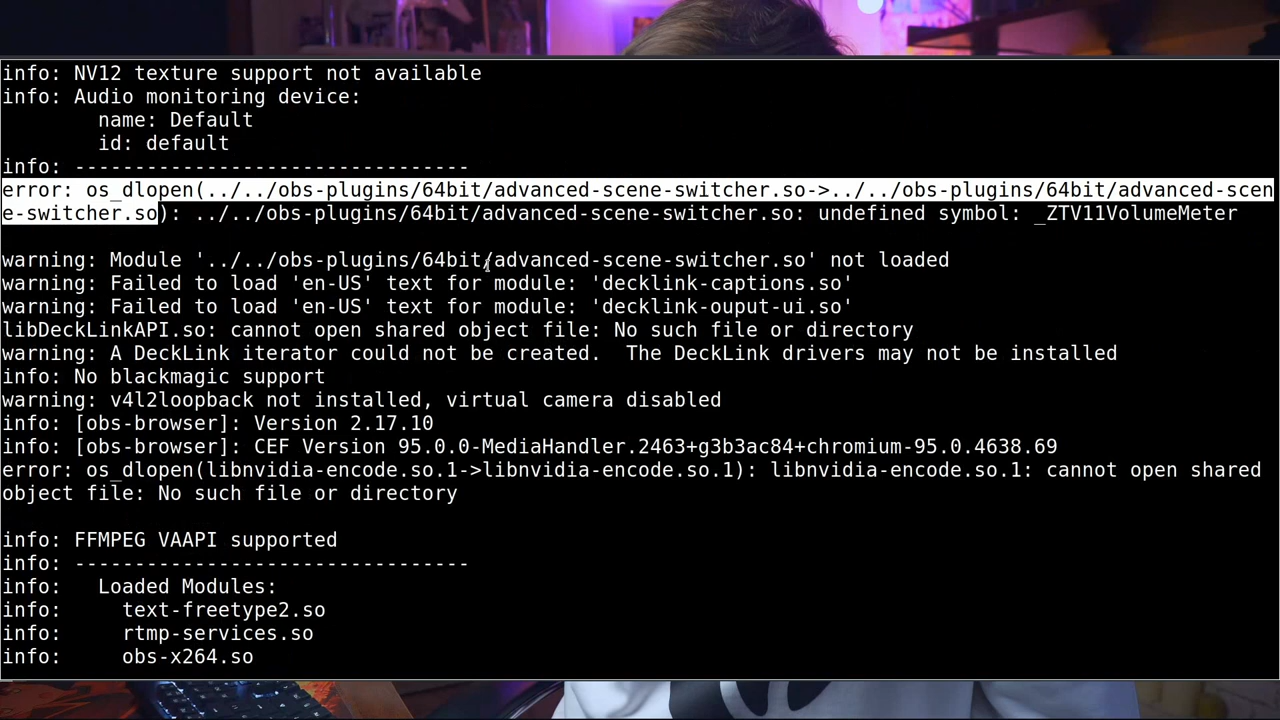 info: NV12 texture support not available
info: Audio monitoring device:
        name: Default
        id: default
info: ---------------------------------
error: os_dlopen(../../obs-plugins/64bit/advanced-scene-switcher.so->../../obs-plugins/64bit/advanced-scen
e-switcher.so): ../../obs-plugins/64bit/advanced-scene-switcher.so: undefined symbol: _ZTV11VolumeMeter
warning: Module '../../obs-plugins/64bit/advanced-scene-switcher.so' not loaded
warning: Failed to load 'en-US' text for module: 'decklink-captions.so'
warning: Failed to load 'en-US' text for module: 'decklink-ouput-ui.so'
libDeckLinkAPI.so: cannot open shared object file: No such file or directory
warning: A DeckLink iterator could not be created.  The DeckLink drivers may not be installed
info: No blackmagic support
warning: v4l2loopback not installed, virtual camera disabled
info: [obs-browser]: Version 2.17.10
info: [obs-browser]: CEF Version 95.0.0-MediaHandler.2463+g3b3ac84+chromium-95.0.4638.69
error: os_dlopen(libnvidia-encode.so.1->libnvidia-encode.so.1): libnvidia-encode.so.1: cannot open shared
object file: No such file or directory
info: FFMPEG VAAPI supported
info: ---------------------------------
info:   Loaded Modules:
info:     text-freetype2.so
info:     rtmp-services.so
info:     obs-x264.so